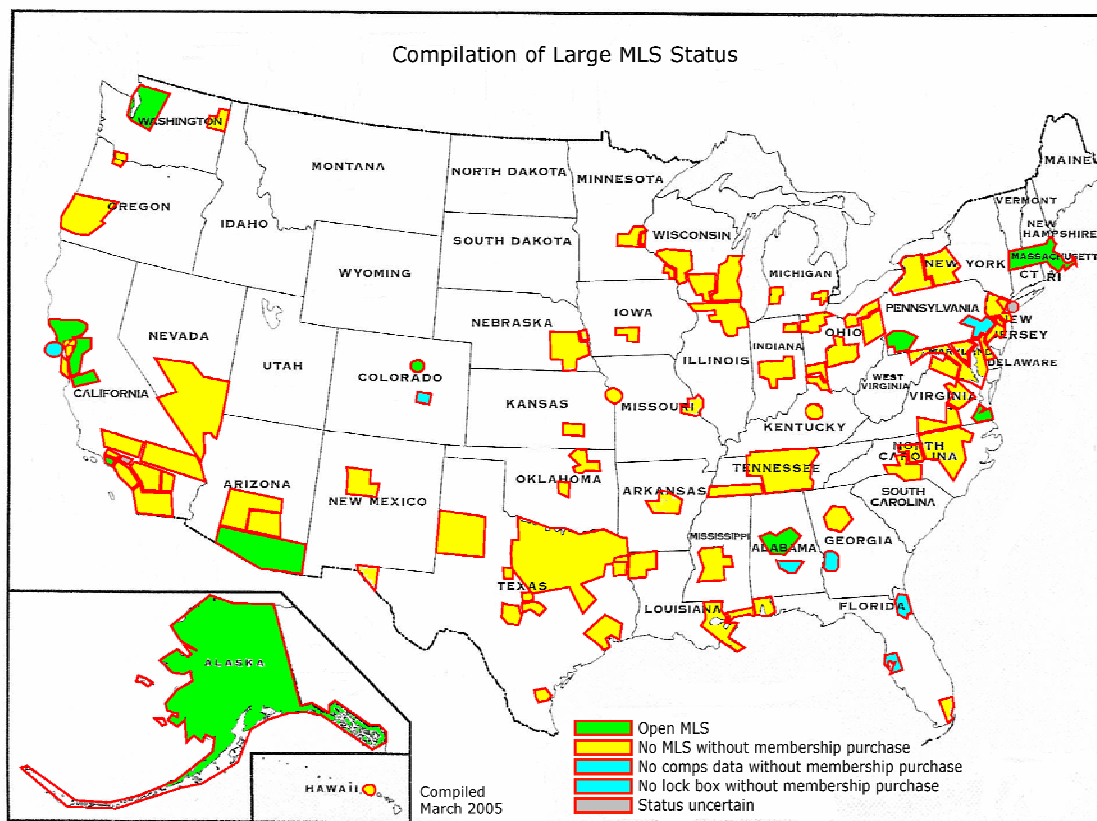 Compilation of Large MLS Status
WASHINGTON
MONTANA
NORTH DAKOTA
MINNESOTA
MAINE
VERMONT
NEW
HAMPSHIRE
OREGON
IDAHO
SOUTH DAKOTA
WISCONSIN
MICHIGAN
NEW YORK
MASSACHUSETT
CT
RI
WYOMING
PENNSYLVANIA
NEW
JERSEY
NEVADA
NEBRASKA
IOWA
OHIO
INDIANA
ILLINOIS
MARYLAND
DELAWARE
UTAH
COLORADO
WEST
VIRGINIA
VIRGINIA
CALIFORNIA
KANSAS
MISSOURI
KENTUCKY
NORTH
CAROLINA
TENNESSEE
ARIZONA
NEW MEXICO
OKLAHOMA
ARKANSAS
SOUTH
CAROLINA
MISSISSIPPI
ALABAMA
GEORGIA
TEXAS
LOUISIANA
FLORIDA
ALASKA
HAWAII
Compiled
March 2005
Open MLS
No MLS without membership purchase
No comps data without membership purchase
No lock box without membership purchase
Status uncertain